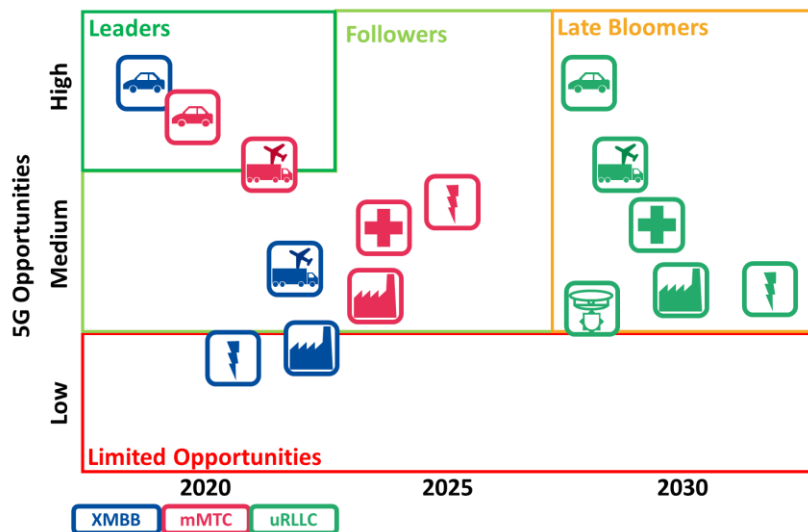 Leaders
Followers
Late Bloomers
High
Medium
Low
5G Opportunities
Limited Opportunities
2020
2025
2030
XMBB
mMTC
uRLLC